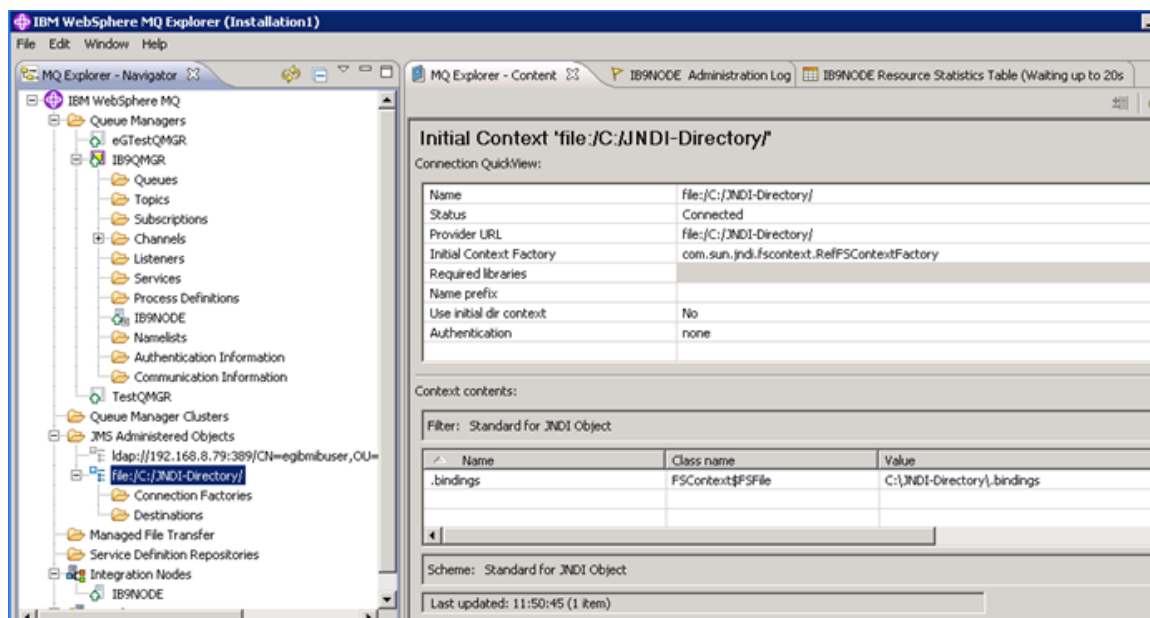 IBM WebSphere MQ Explorer (Installation1)
File Edit Window Help
MQ Explorer - Navigator
IBM WebSphere MQ
Queue Managers
eGTestQMGR
IB9QMGR
Queues
Topics
Subscriptions
Channels
Listeners
Services
Process Definitions
IB9NODE
Namelists
Authentication Information
Communication Information
TestQMGR
Queue Manager Clusters
JMS Administered Objects
ldap://192.168.8.79:389/CN=egibmibuser,OU=
file:/C:/JNDI-Directory/
Connection Factories
Destinations
Managed File Transfer
Service Definition Repositories
Integration Nodes
IB9NODE
MQ Explorer - Content IB9NODE Administration Log IB9NODE Resource Statistics Table (Waiting up to 20s
Initial Context 'file:/C:/JNDI-Directory/'
Connection QuickView:
Name file:/C:/JNDI-Directory/
Status Connected
Provider URL file:/C:/JNDI-Directory/
Initial Context Factory com.sun.jndi.fscontext.RefFSContextFactory
Required libraries
Name prefix
Use initial dir context No
Authentication none
Context contents:
Filter: Standard for JNDI Object
Name Class name Value
.bindings FSContext$FSFile C:\JNDI-Directory\.bindings
Scheme: Standard for JNDI Object
Last updated: 11:50:45 (1 item)